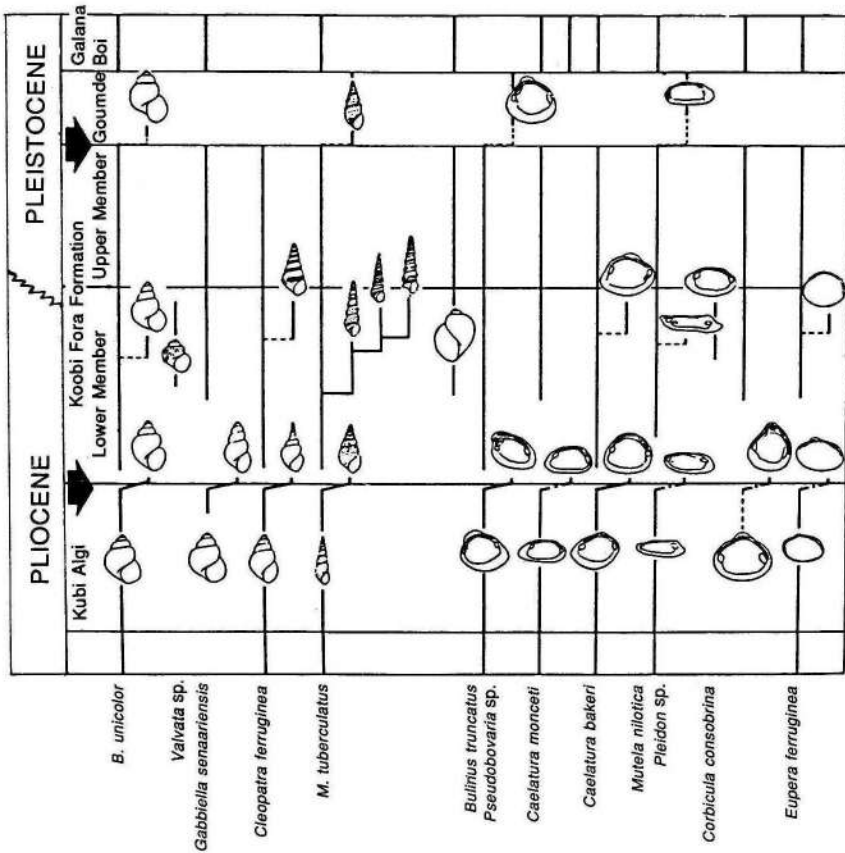 PLIOCENE
PLEISTOCENE
Kubi Algi
Koobi Fora Formation
Lower Member
Upper Member
Goumde
Galana Boi
B. unicolor
Valvata sp.
Gabbiella senaariensis
Cleopatra ferruginea
M. tuberculatus
Bulinus truncatus
Pseudobovaria sp.
Caelatura monceti
Caelatura bakeri
Mutela nilotica
Pleidon sp.
Corbicula consobrina
Eupera ferruginea